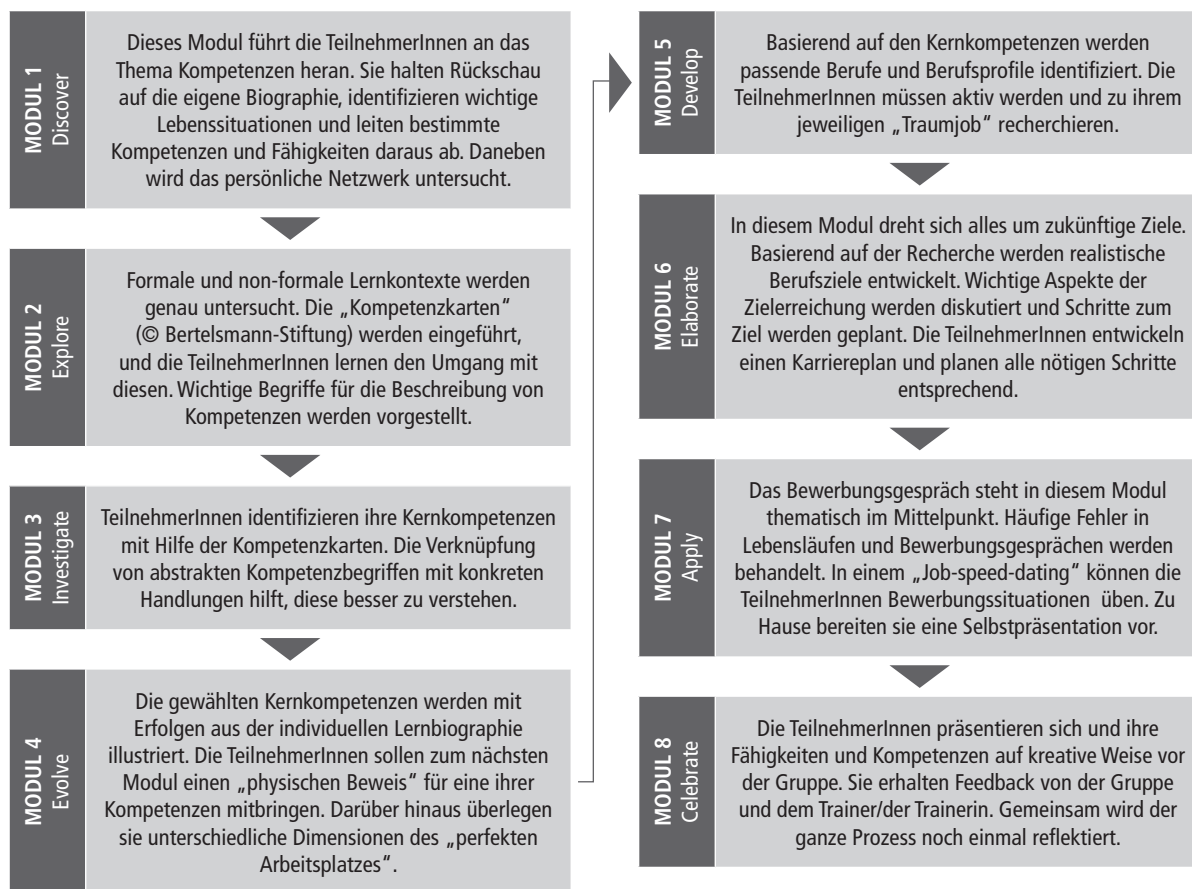 MODUL 1
Discover
Dieses Modul führt die TeilnehmerInnen an das
Thema Kompetenzen heran. Sie halten Rückschau
auf die eigene Biographie, identifizieren wichtige
Lebenssituationen und leiten bestimmte
Kompetenzen und Fähigkeiten daraus ab. Daneben
wird das persönliche Netzwerk untersucht.
MODUL 2
Explore
Formale und non-formale Lernkontexte werden
genau untersucht. Die „Kompetenzkarten"
(© Bertelsmann-Stiftung) werden eingeführt,
und die TeilnehmerInnen lernen den Umgang mit
diesen. Wichtige Begriffe für die Beschreibung von
Kompetenzen werden vorgestellt.
MODUL 3
Investigate
TeilnehmerInnen identifizieren ihre Kernkompetenzen
mit Hilfe der Kompetenzkarten. Die Verknüpfung
von abstrakten Kompetenzbegriffen mit konkreten
Handlungen hilft, diese besser zu verstehen.
MODUL 4
Evolve
Die gewählten Kernkompetenzen werden mit
Erfolgen aus der individuellen Lernbiographie
illustriert. Die TeilnehmerInnen sollen zum nächsten
Modul einen „physischen Beweis" für eine ihrer
Kompetenzen mitbringen. Darüber hinaus überlegen
sie unterschiedliche Dimensionen des „perfekten
Arbeitsplatzes".
MODUL 5
Develop
Basierend auf den Kernkompetenzen werden
passende Berufe und Berufsprofile identifiziert. Die
TeilnehmerInnen müssen aktiv werden und zu ihrem
jeweiligen „Traumjob" recherchieren.
MODUL 6
Elaborate
In diesem Modul dreht sich alles um zukünftige Ziele.
Basierend auf der Recherche werden realistische
Berufsziele entwickelt. Wichtige Aspekte der
Zielerreichung werden diskutiert und Schritte zum
Ziel werden geplant. Die TeilnehmerInnen entwickeln
einen Karriereplan und planen alle nötigen Schritte
entsprechend.
MODUL 7
Apply
Das Bewerbungsgespräch steht in diesem Modul
thematisch im Mittelpunkt. Häufige Fehler in
Lebensläufen und Bewerbungsgesprächen werden
behandelt. In einem „Job-speed-dating" können die
TeilnehmerInnen Bewerbungssituationen üben. Zu
Hause bereiten sie eine Selbstpräsentation vor.
MODUL 8
Celebrate
Die TeilnehmerInnen präsentieren sich und ihre
Fähigkeiten und Kompetenzen auf kreative Weise vor
der Gruppe. Sie erhalten Feedback von der Gruppe
und dem Trainer/der Trainerin. Gemeinsam wird der
ganze Prozess noch einmal reflektiert.